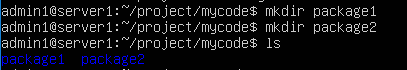 admin1@server1:~/project/mycode$ mkdir package1
admin1@server1:~/project/mycode$ mkdir package2
admin1@server1:~/project/mycode$ ls
package1  package2